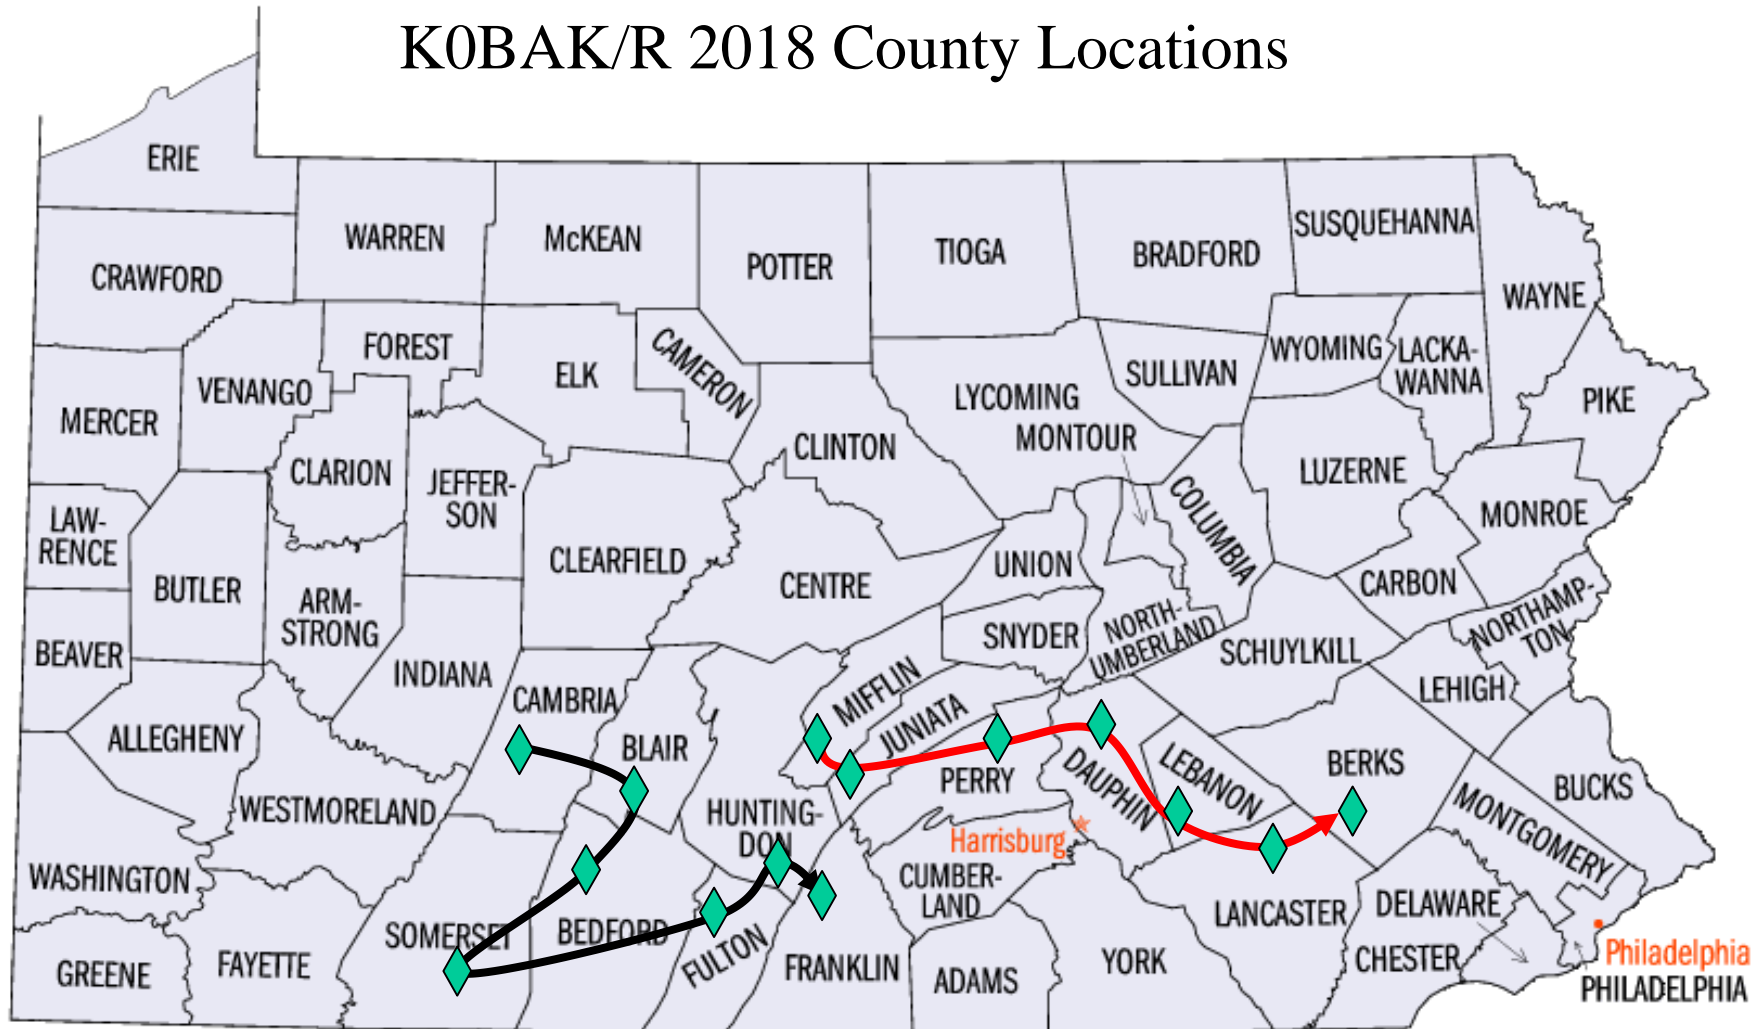 K0BAK/R 2018 County Locations
ERIE
WARREN
McKEAN
POTTER
TIOGA
BRADFORD
SUSQUEHANNA
WAYNE
CRAWFORD
FOREST
ELK
CAMERON
WYOMING
LACKA-
WANNA
SULLIVAN
VENANGO
MERCER
LYCOMING
MONTOUR
PIKE
CLINTON
CLARION
JEFFER-
SON
LUZERNE
COLUMBIA
MONROE
LAW-
RENCE
BUTLER
CLEARFIELD
CENTRE
UNION
CARBON
ARM-
STRONG
NORTHAMP-
TON
BEAVER
INDIANA
SNYDER
NORTH-
UMBERLAND
SCHUYLKILL
LEHIGH
CAMBRIA
MIFFLIN
JUNIATA
ALLEGHENY
BLAIR
PERRY
DAUPHIN
LEBANON
BERKS
BUCKS
WESTMORELAND
HUNTING-
DON
Harrisburg
MONTGOMERY
WASHINGTON
CUMBER-
LAND
LANCASTER
DELAWARE
SOMERSET
BEDFORD
FULTON
FRANKLIN
ADAMS
YORK
CHESTER
Philadelphia
PHILADELPHIA
GREENE
FAYETTE